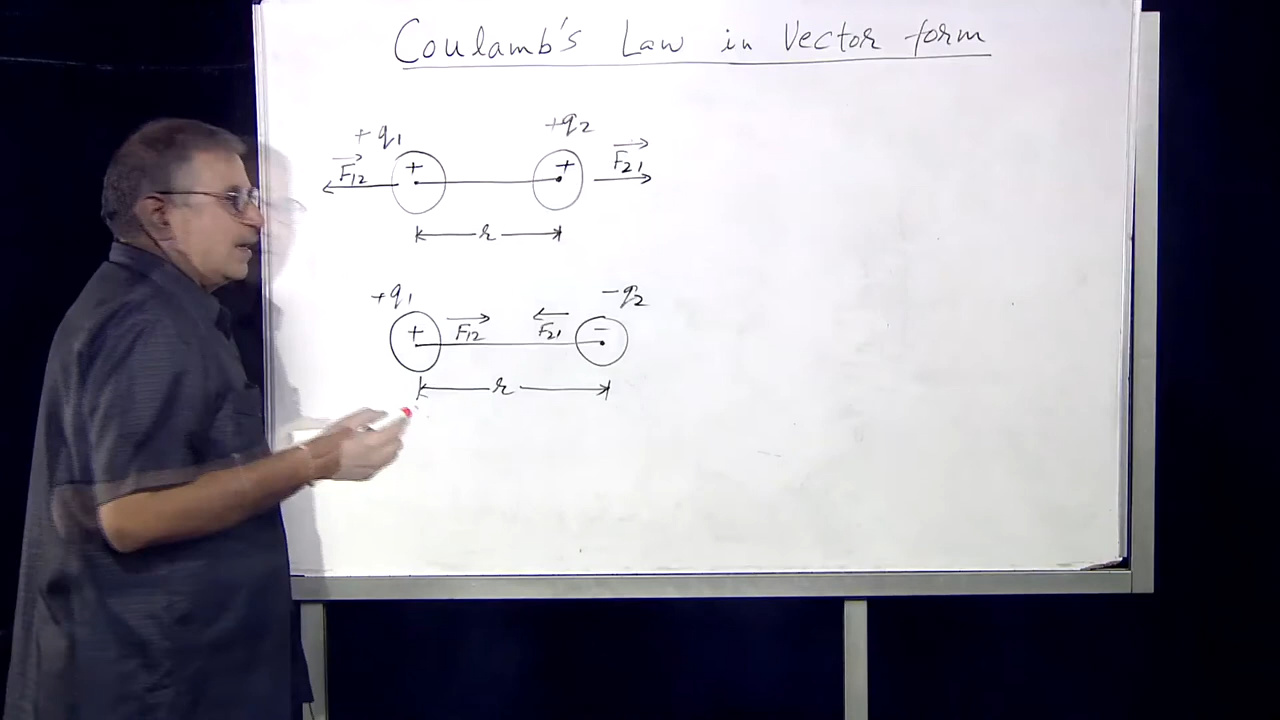 Coulamb's Law in Vector form
+q₁ +q₂
F₁₂ + + F₂₁
r
+q₁ -q₂
+ F₁₂ F₂₁ -
r